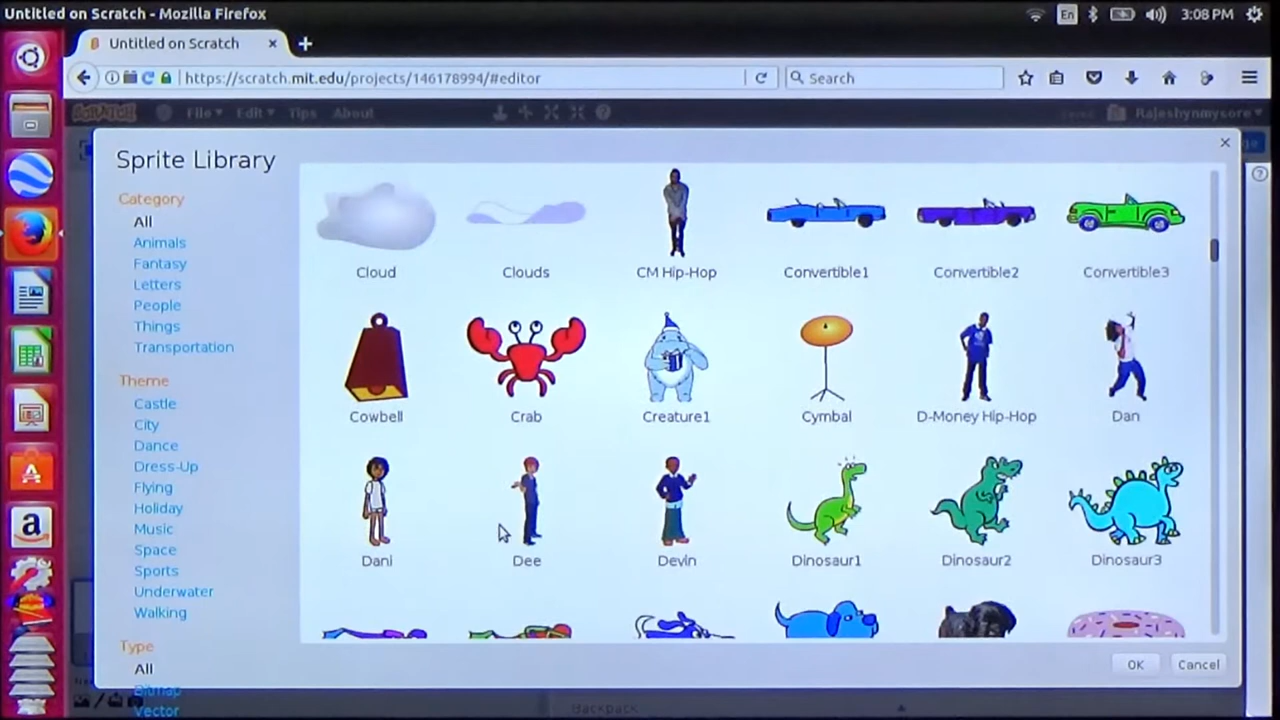 Untitled on Scratch - Mozilla Firefox
En
3:08 PM
Untitled on Scratch
https://scratch.mit.edu/projects/146178994/#editor
Search
SCRATCH
File
Edit
Tips
About
Rajeshynmysore
Sprite Library
Category
All
Animals
Fantasy
Letters
People
Things
Transportation
Theme
Castle
City
Dance
Dress-Up
Flying
Holiday
Music
Space
Sports
Underwater
Walking
Type
All
Bitmap
Vector
Cloud
Clouds
CM Hip-Hop
Convertible1
Convertible2
Convertible3
Cowbell
Crab
Creature1
Cymbal
D-Money Hip-Hop
Dan
Dani
Dee
Devin
Dinosaur1
Dinosaur2
Dinosaur3
OK
Cancel
Backpack